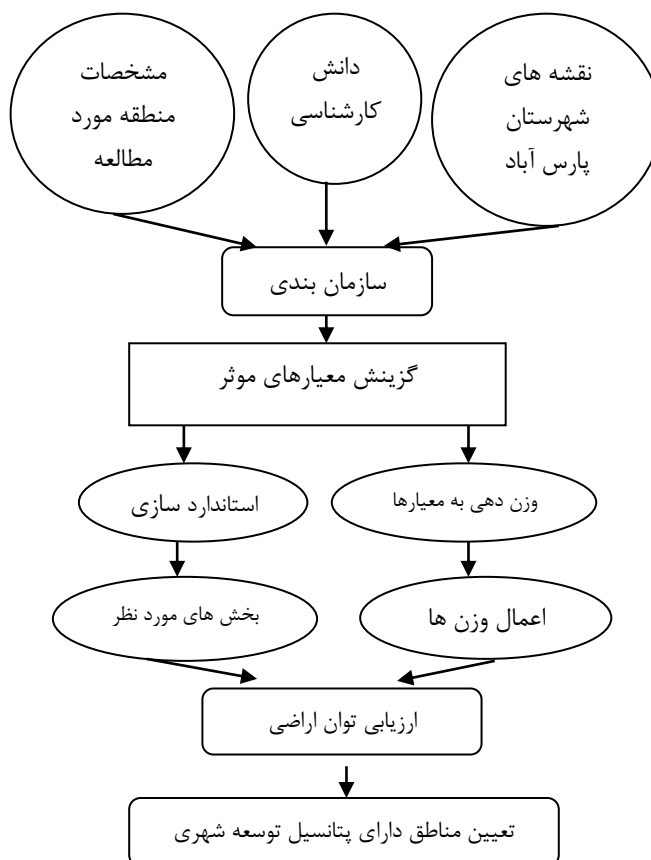 نقشه های
شهرستان
پارس آباد
دانش
کارشناسی
مشخصات
منطقه مورد
مطالعه
سازمان بندی
گزینش معیارهای موثر
وزن دهی به معیارها
استاندارد سازی
اعمال وزن ها
بخش های مورد نظر
ارزیابی توان اراضی
تعیین مناطق دارای پتانسیل توسعه شهری